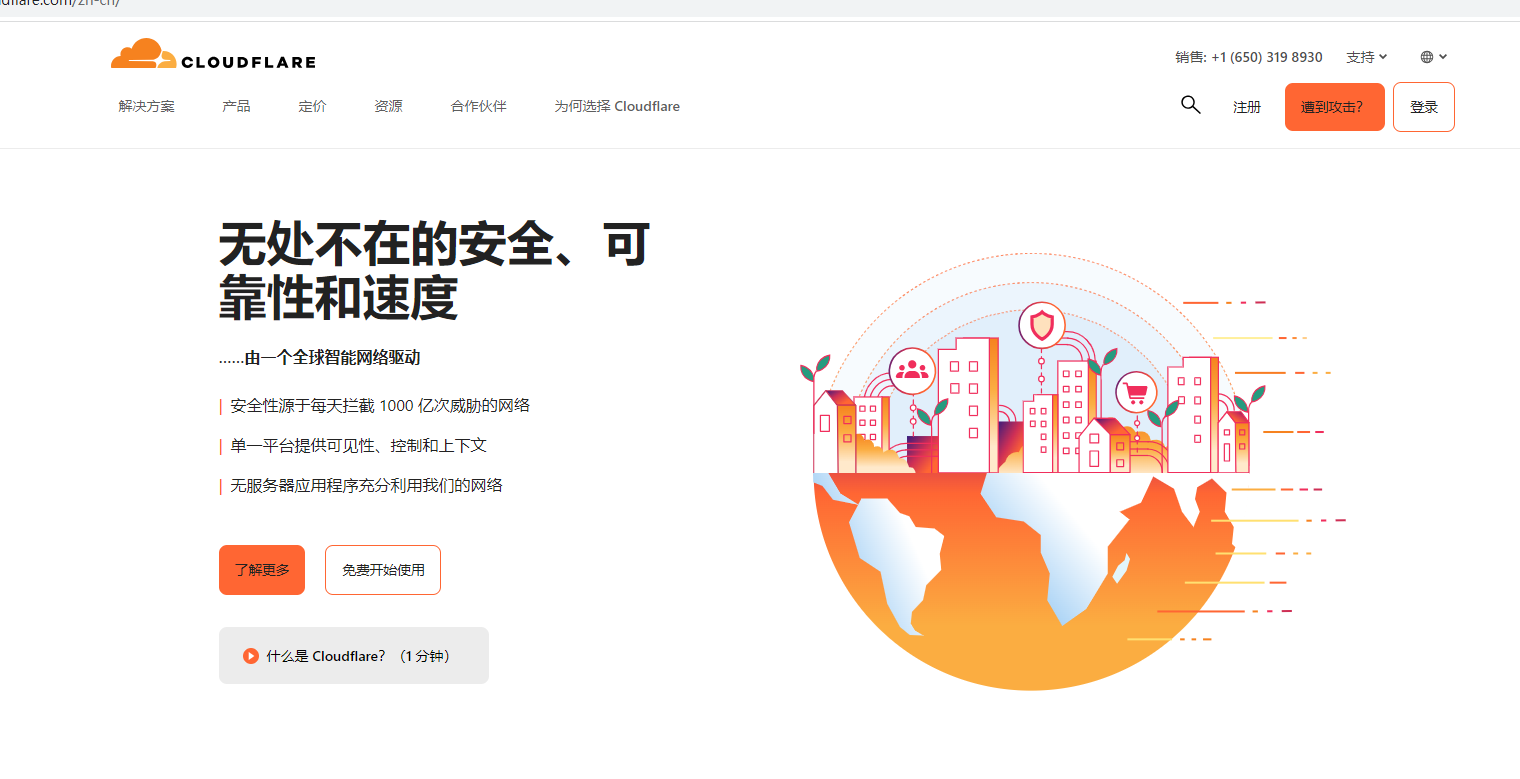 dflare.com/zh-cn/
CLOUDFLARE
销售: +1 (650) 319 8930
支持
解决方案
产品
定价
资源
合作伙伴
为何选择 Cloudflare
注册
遭到攻击?
登录
无处不在的安全、可
靠性和速度
......由一个全球智能网络驱动
安全性源于每天拦截 1000 亿次威胁的网络
单一平台提供可见性、控制和上下文
无服务器应用程序充分利用我们的网络
了解更多
免费开始使用
什么是 Cloudflare? （1 分钟）